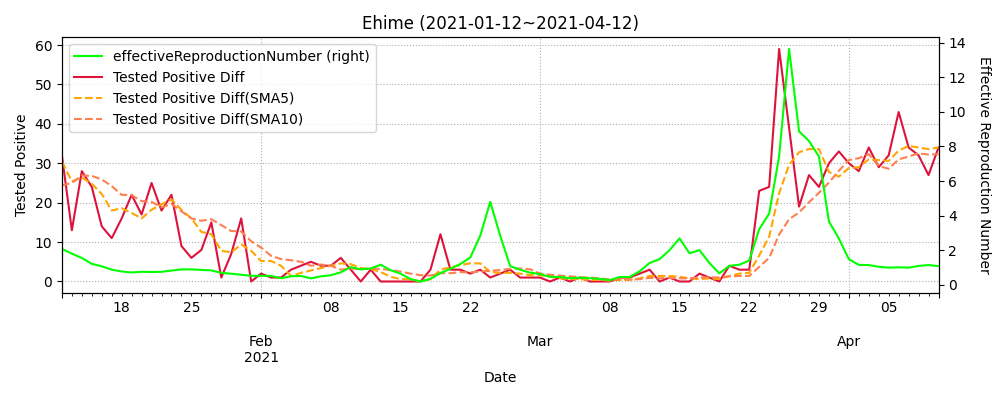 Ehime (2021-01-12~2021-04-12)
effectiveReproductionNumber (right)
Tested Positive Diff
Tested Positive Diff(SMA5)
Tested Positive Diff(SMA10)
Tested Positive
60
50
40
30
20
10
0
14
12
10
8
6
4
2
0
Effective Reproduction Number
18 25 08 15 22 08 15 22 29 05
Feb Mar Apr
2021
Date